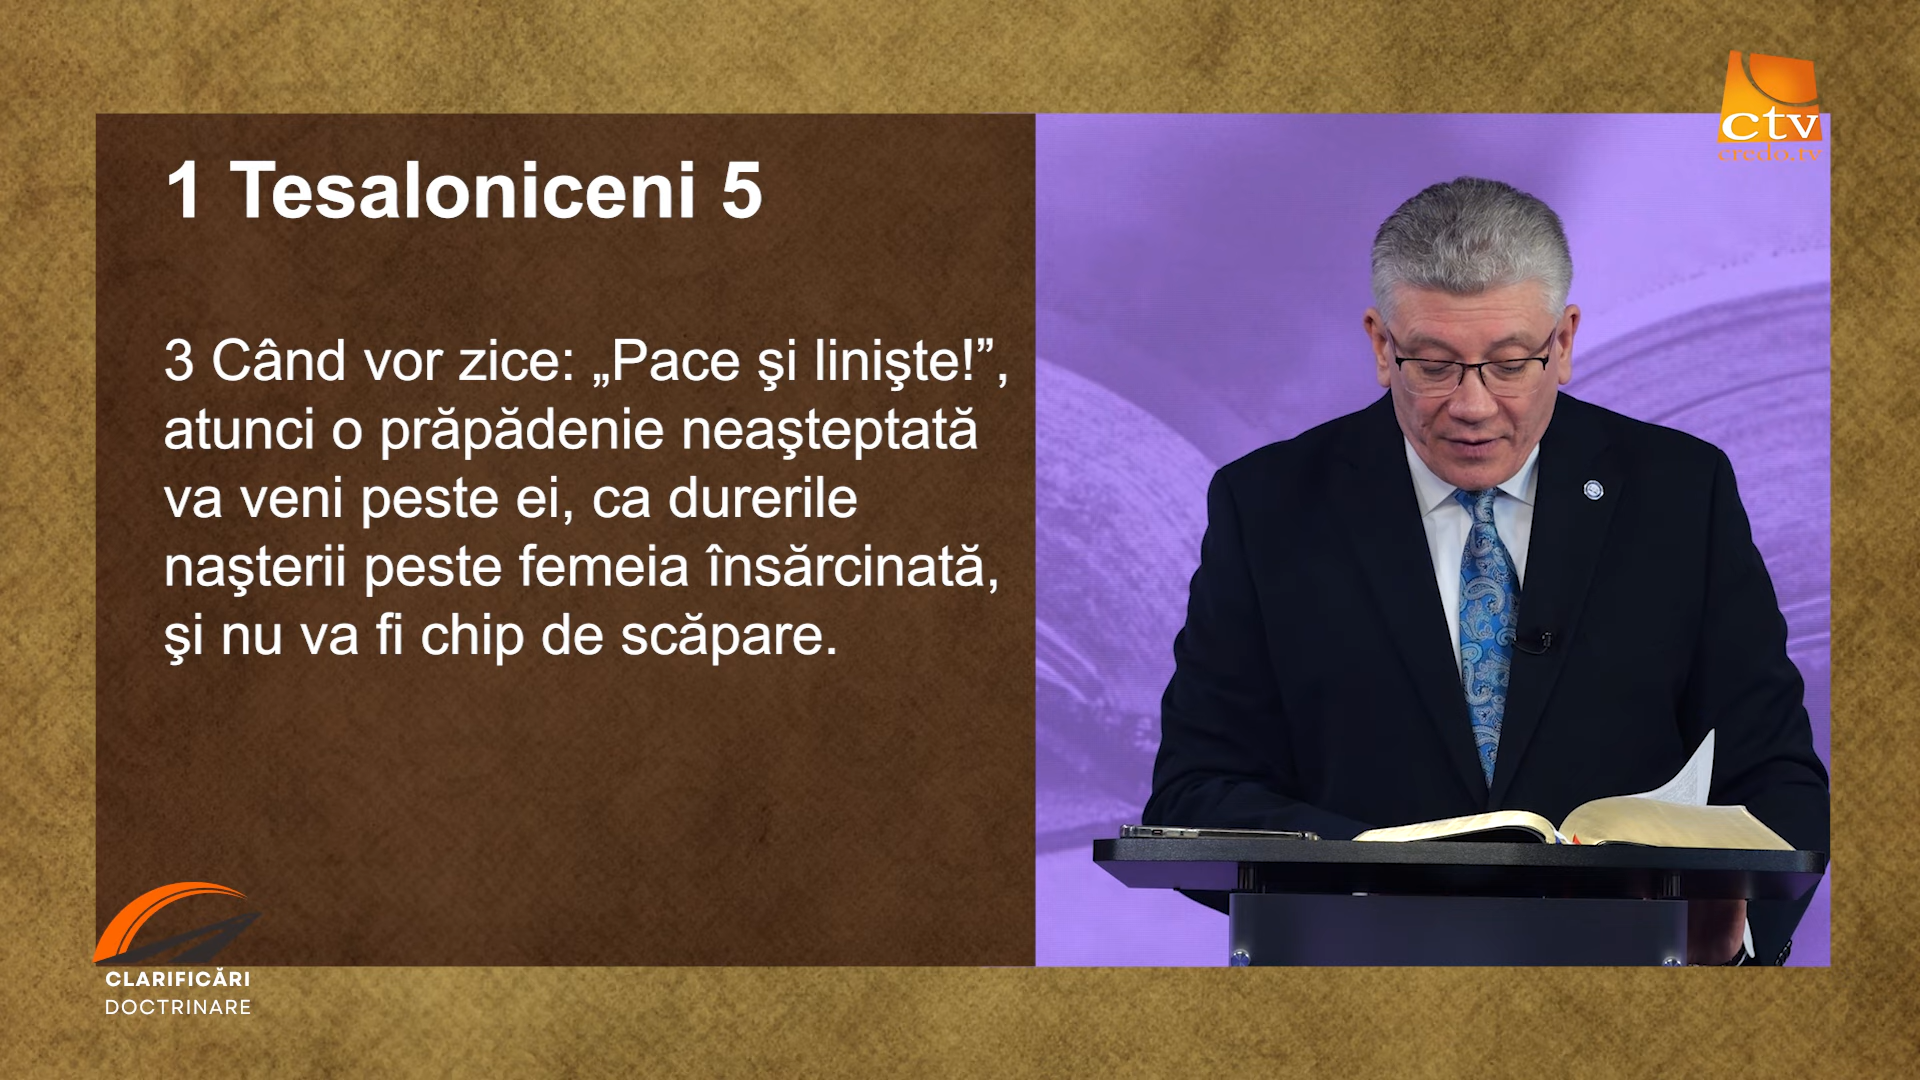 1 Tesaloniceni 5
3 Când vor zice: „Pace şi linişte!”,
atunci o prăpădenie neaşteptată
va veni peste ei, ca durerile
naşterii peste femeia însărcinată,
şi nu va fi chip de scăpare.
ctv
credo.tv
CLARIFICĂRI
DOCTRINARE